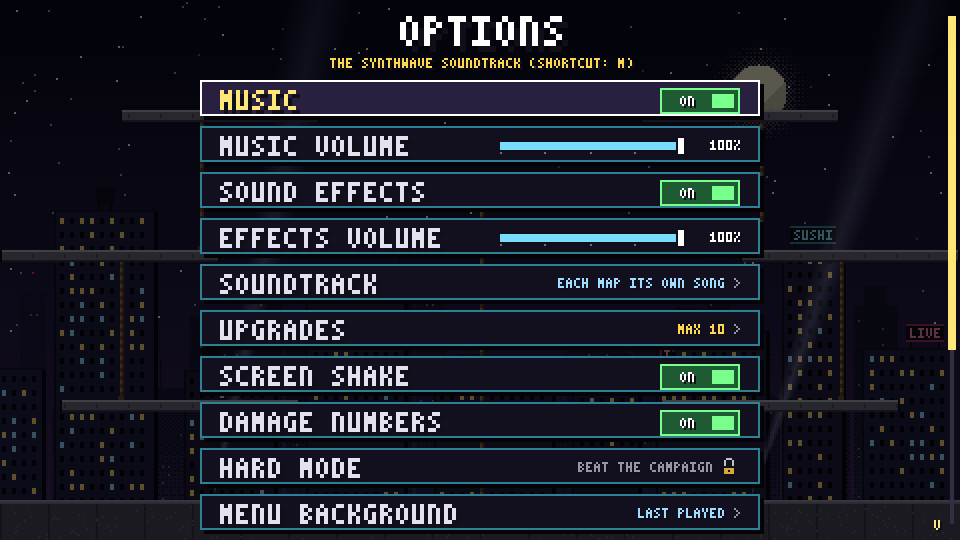 OPTIONS
THE SYNTHWAVE SOUNDTRACK (SHORTCUT: M)
MUSIC ON
MUSIC VOLUME 100%
SOUND EFFECTS ON
EFFECTS VOLUME 100%
SUSHI
SOUNDTRACK EACH MAP ITS OWN SONG >
UPGRADES MAX 10 >
LIVE
SCREEN SHAKE ON
DAMAGE NUMBERS ON
HARD MODE BEAT THE CAMPAIGN
MENU BACKGROUND LAST PLAYED >
V